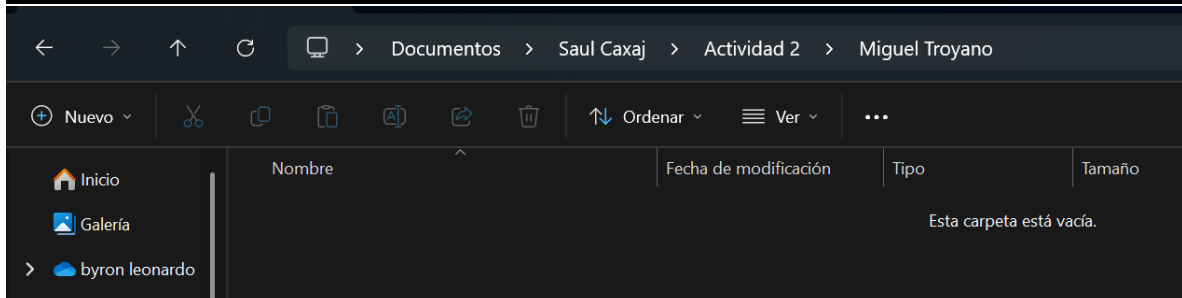 Documentos > Saul Caxaj > Actividad 2 > Miguel Troyano
Nuevo Ordenar Ver
Nombre Fecha de modificación Tipo Tamaño
Inicio
Esta carpeta está vacía.
Galería
byron leonardo